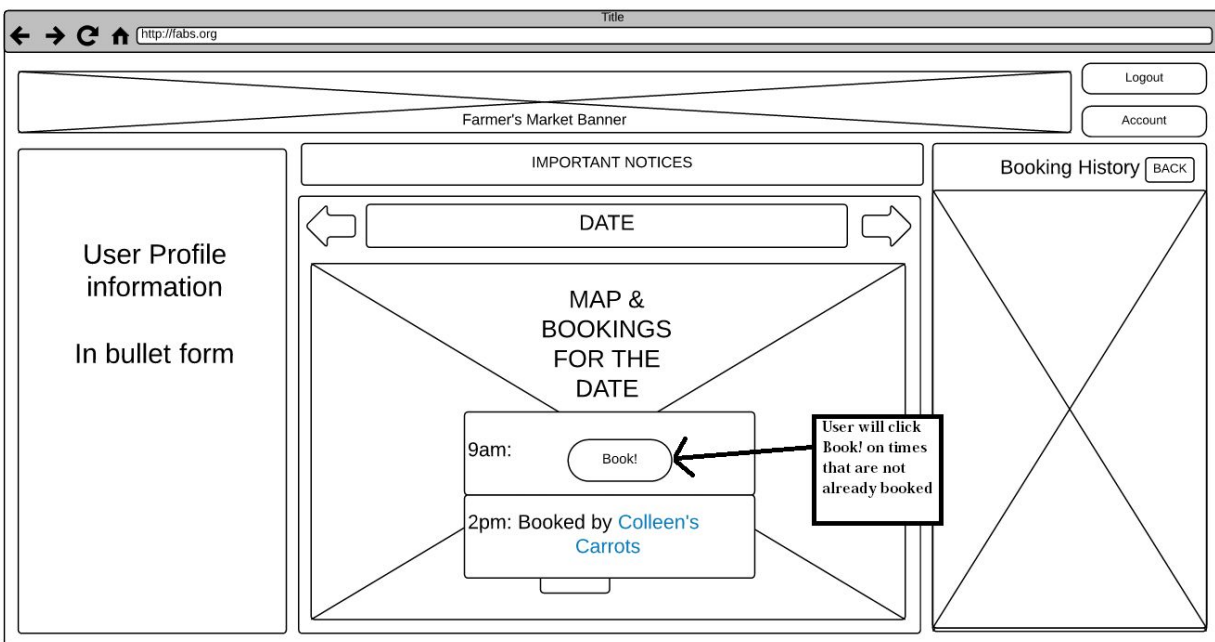 Title
http://fabs.org
Logout
Farmer's Market Banner
Account
IMPORTANT NOTICES
Booking History
BACK
DATE
User Profile
information
In bullet form
MAP &
BOOKINGS
FOR THE
DATE
9am:
Book!
User will click
Book! on times
that are not
already booked
2pm: Booked by Colleen's
Carrots